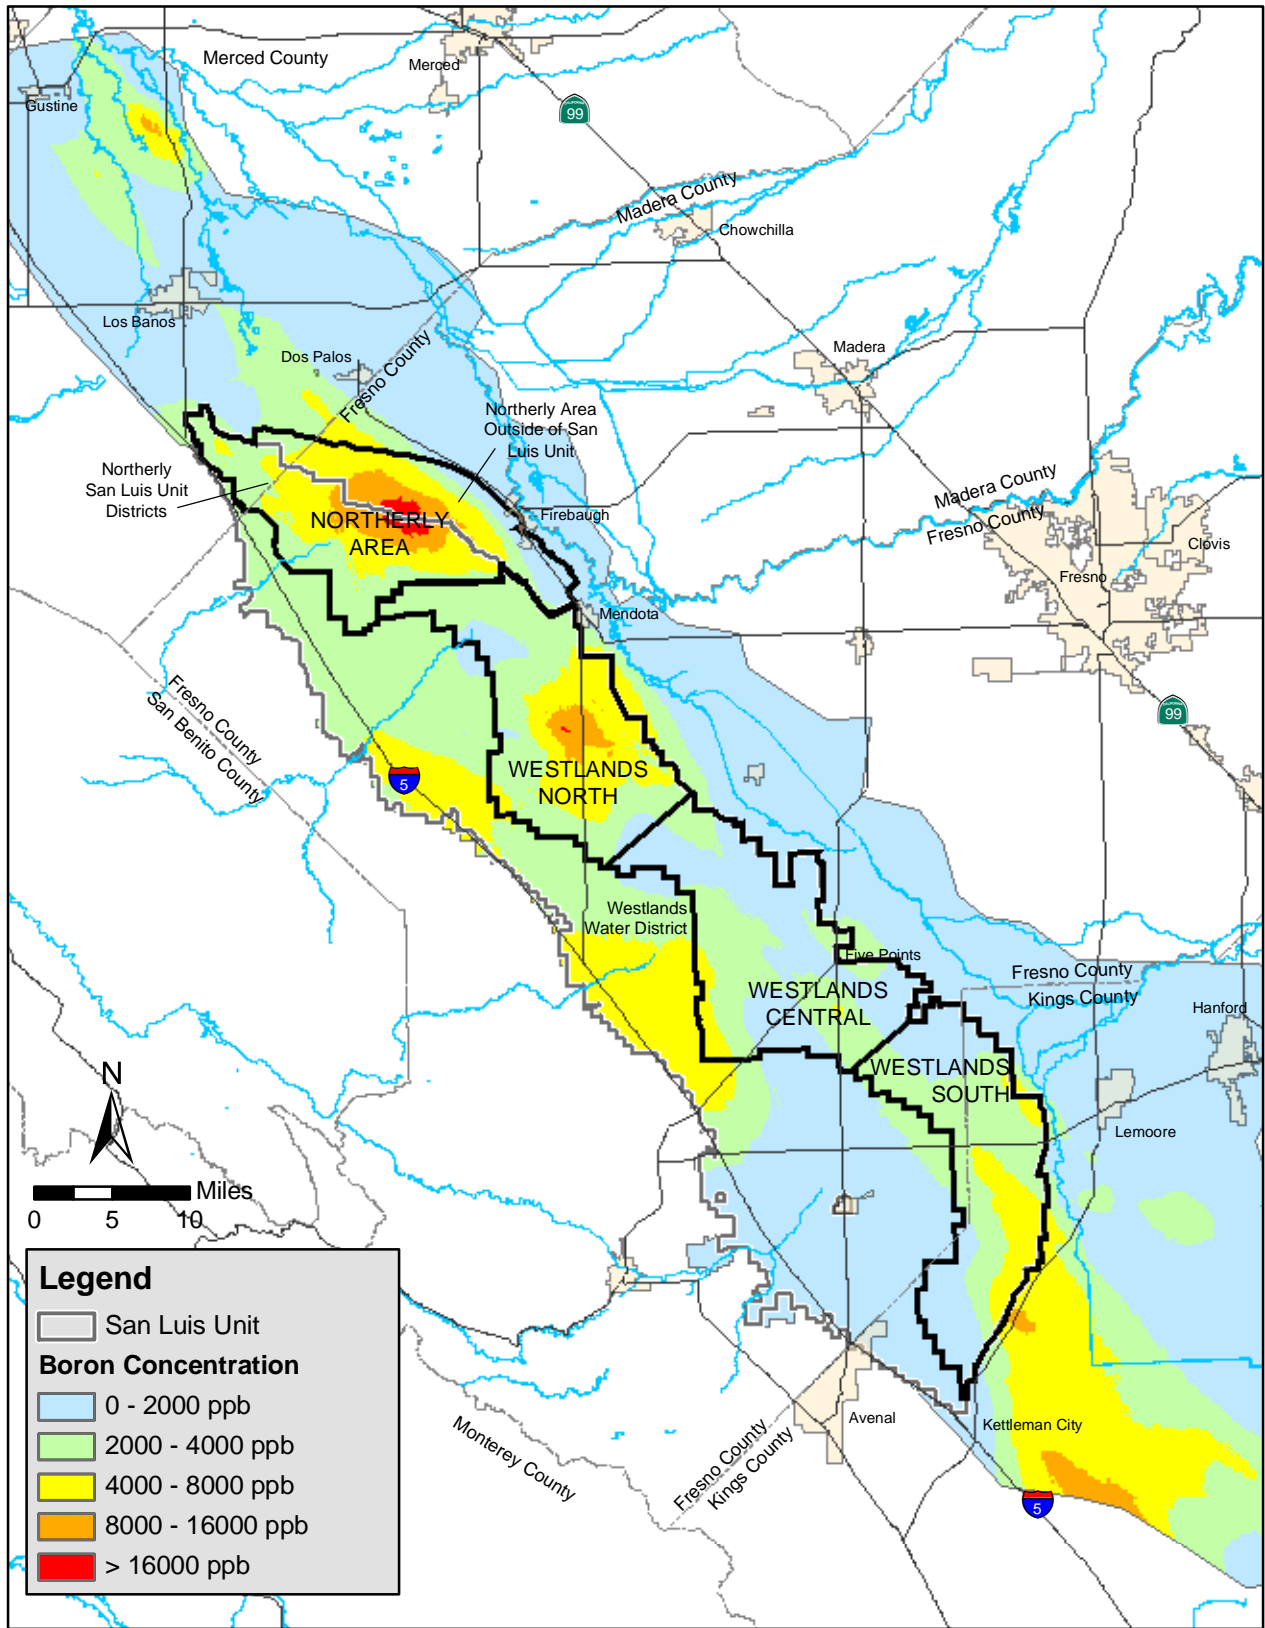 Merced County
Merced
Gustine
CALIFORNIA
99
Madera County
Chowchilla
Los Banos
Dos Palos
Fresno County
Madera
Northerly Area
Outside of San
Luis Unit
Northerly
San Luis Unit
Districts
NORTHERLY
AREA
Firebaugh
Madera County
Fresno County
Clovis
Fresno
Mendota
Fresno County
San Benito County
CALIFORNIA
99
5
WESTLANDS
NORTH
Westlands
Water District
Five Points
WESTLANDS
CENTRAL
Fresno County
Kings County
Hanford
WESTLANDS
SOUTH
Lemoore
N
Miles
0 5 10
Legend
San Luis Unit
Boron Concentration
0 - 2000 ppb
2000 - 4000 ppb
4000 - 8000 ppb
8000 - 16000 ppb
> 16000 ppb
Monterey County
Avenal
Fresno County
Kings County
Kettleman City
5